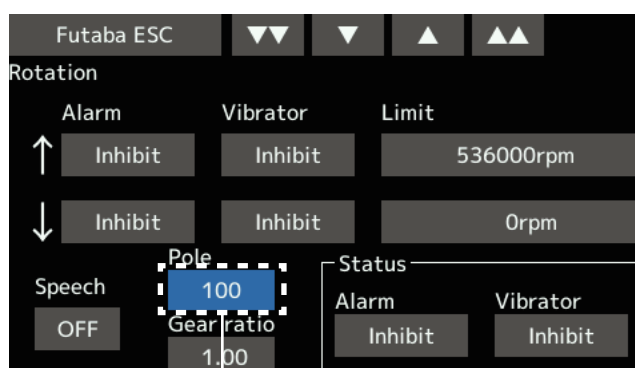 Futaba ESC ▼▼ ▼ ▲ ▲▲
Rotation
Alarm Vibrator Limit
↑ Inhibit Inhibit 536000rpm
↓ Inhibit Inhibit 0rpm
Pole Status
Speech 100 Alarm Vibrator
OFF Gear ratio Inhibit Inhibit
1.00